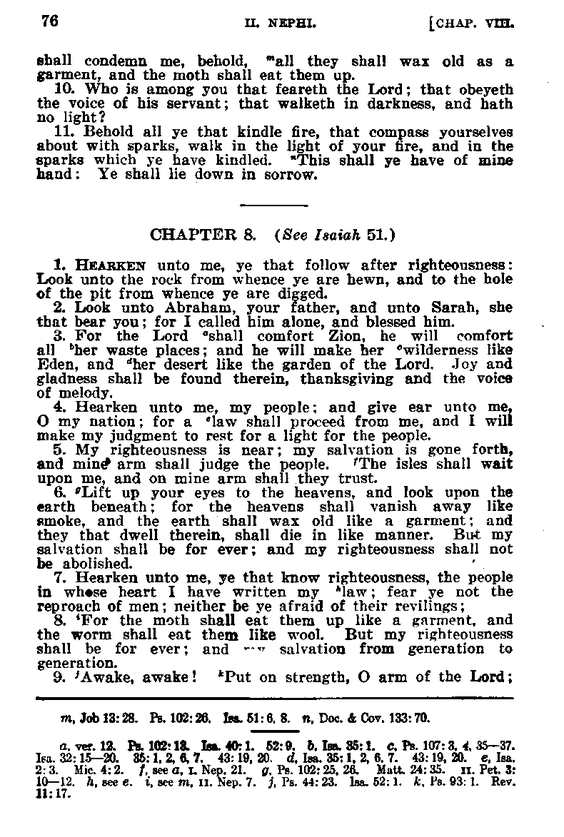 76 II. NEPHI. [CHAP. VIII.
shall condemn me, behold, ᵐall they shall wax old as a
garment, and the moth shall eat them up.
10. Who is among you that feareth the Lord; that obeyeth
the voice of his servant; that walketh in darkness, and hath
no light?
11. Behold all ye that kindle fire, that compass yourselves
about with sparks, walk in the light of your fire, and in the
sparks which ye have kindled. ⁿThis shall ye have of mine
hand: Ye shall lie down in sorrow.
CHAPTER 8. (See Isaiah 51.)
1. HEARKEN unto me, ye that follow after righteousness:
Look unto the rock from whence ye are hewn, and to the hole
of the pit from whence ye are digged.
2. Look unto Abraham, your father, and unto Sarah, she
that bear you; for I called him alone, and blessed him.
3. For the Lord ᵃshall comfort Zion, he will comfort
all ᵇher waste places; and he will make her ᶜwilderness like
Eden, and ᵈher desert like the garden of the Lord. Joy and
gladness shall be found therein, thanksgiving and the voice
of melody.
4. Hearken unto me, my people; and give ear unto me,
O my nation; for a ᵉlaw shall proceed from me, and I will
make my judgment to rest for a light for the people.
5. My righteousness is near; my salvation is gone forth,
and mine arm shall judge the people. ᶠThe isles shall wait
upon me, and on mine arm shall they trust.
6. ᵍLift up your eyes to the heavens, and look upon the
earth beneath; for the heavens shall vanish away like
smoke, and the earth shall wax old like a garment; and
they that dwell therein, shall die in like manner. But my
salvation shall be for ever; and my righteousness shall not
be abolished.
7. Hearken unto me, ye that know righteousness, the people
in whose heart I have written my ʰlaw; fear ye not the
reproach of men; neither be ye afraid of their revilings;
8. ⁱFor the moth shall eat them up like a garment, and
the worm shall eat them like wool. But my righteousness
shall be for ever; and salvation from generation to
generation.
9. ʲAwake, awake! ᵏPut on strength, O arm of the Lord;
m, Job 13:28. Ps. 102:26. Isa. 51:6, 8. n, Doc. & Cov. 133:70.
a, ver. 12. Ps. 102:13. Isa. 40:1. 52:9. b, Isa. 35:1. c, Ps. 107:3, 4, 35—37.
Isa. 32:15—20. 35:1, 2, 6, 7. 43:19, 20. d, Isa. 35:1, 2, 6, 7. 43:19, 20. e, Isa.
2:3. Mic. 4:2. f, see a, I. Nep. 21. g, Ps. 102:25, 26. Matt. 24:35. II. Pet. 3:
10—12. h, see e. i, see m, II. Nep. 7. j, Ps. 44:23. Isa. 52:1. k, Ps. 93:1. Rev.
11:17.